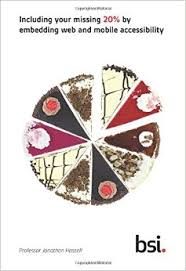 Including your missing 20% by
embedding web and mobile accessibility
Professor Jonathan Hassell
bsi.